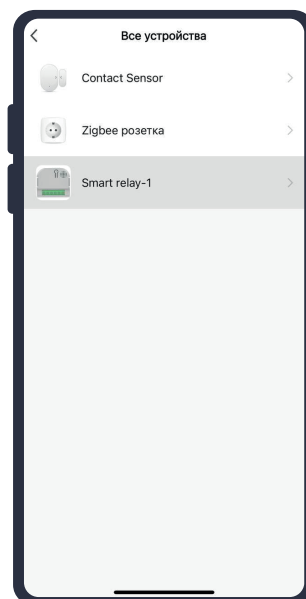 Все устройства
Contact Sensor
Zigbee розетка
Smart relay-1